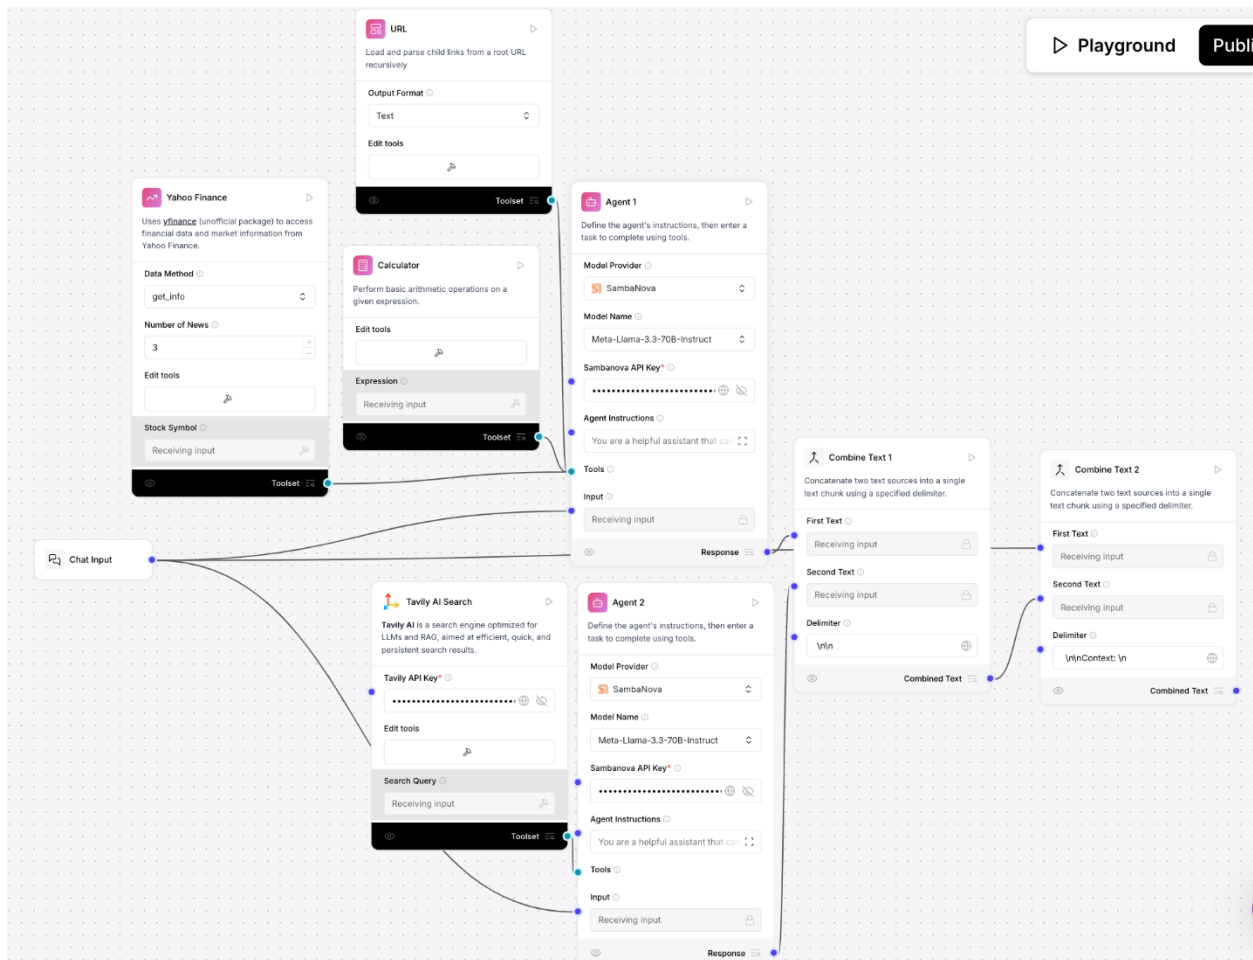 URL
Load and parse child links from a root URL
recursively
Output Format
Text
Edit tools
Toolset
Playground
Publi
Yahoo Finance
Uses yfinance (unofficial package) to access
financial data and market information from
Yahoo Finance.
Data Method
get_info
Number of News
3
Edit tools
Stock Symbol
Receiving input
Toolset
Calculator
Perform basic arithmetic operations on a
given expression.
Edit tools
Expression
Receiving input
Toolset
Agent 1
Define the agent's instructions, then enter a
task to complete using tools.
Model Provider
SambaNova
Model Name
Meta-Llama-3.3-70B-Instruct
Sambanova API Key*
••••••••••••••••••••••••••
Agent Instructions
You are a helpful assistant that ca
Tools
Input
Receiving input
Response
Chat Input
Tavily AI Search
Tavily AI is a search engine optimized for
LLMs and RAG, aimed at efficient, quick, and
persistent search results.
Tavily API Key*
••••••••••••••••••••••••••
Edit tools
Search Query
Receiving input
Toolset
Agent 2
Define the agent's instructions, then enter a
task to complete using tools.
Model Provider
SambaNova
Model Name
Meta-Llama-3.3-70B-Instruct
Sambanova API Key*
••••••••••••••••••••••••••
Agent Instructions
You are a helpful assistant that can
Tools
Input
Receiving input
Response
Combine Text 1
Concatenate two text sources into a single
text chunk using a specified delimiter.
First Text
Receiving input
Second Text
Receiving input
Delimiter
\n\n
Combined Text
Combine Text 2
Concatenate two text sources into a single
text chunk using a specified delimiter.
First Text
Receiving input
Second Text
Receiving input
Delimiter
\n\nContext: \n
Combined Text